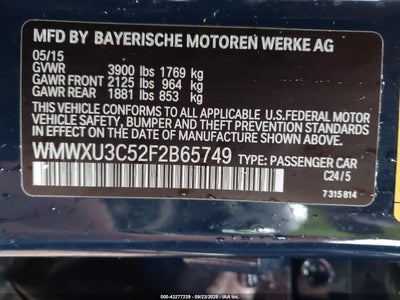 MFD BY BAYERISCHE MOTOREN WERKE AG
05/15
GVWR 3900 lbs 1769 kg
GAWR FRONT 2125 lbs 964 kg
GAWR REAR 1881 lbs 853 kg
THIS VEHICLE CONFORMS TO ALL APPLICABLE U.S.FEDERAL MOTOR
VEHICLE SAFETY, BUMPER, AND THEFT PREVENTION STANDARDS
IN EFFECT ON THE DATE OF MANUFACTURE SHOWN ABOVE.
WMWXU3C52F2B65749 TYPE: PASSENGER CAR
C24/5
7 315 814
000-43277239 - 09/23/2025 - IAA Inc.